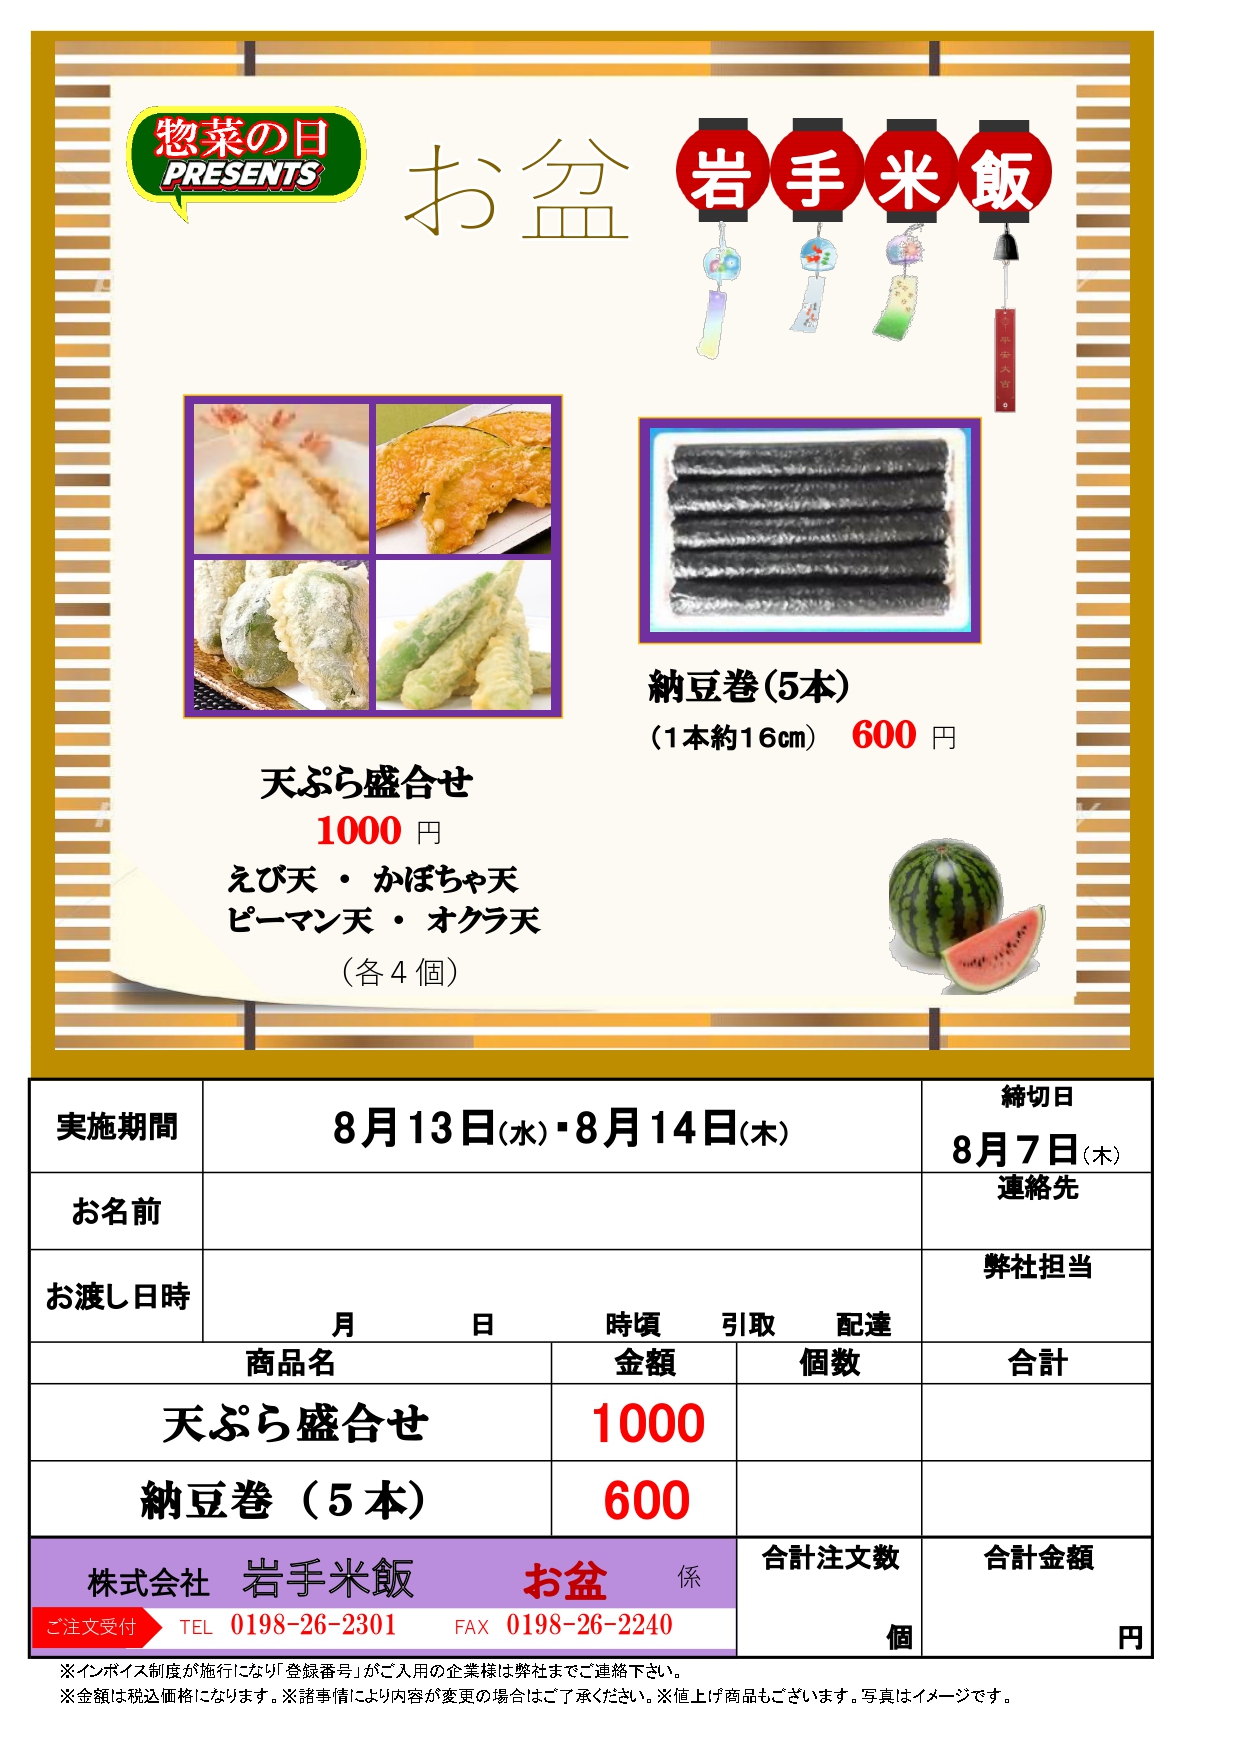 惣菜の日
PRESENTS
お盆
岩手米飯
平安大吉
納豆巻(5本)
(1本約16㎝) 600 円
天ぷら盛合せ
1000 円
えび天 ・ かぼちゃ天
ピーマン天 ・ オクラ天
(各４個)
実施期間 8月13日(水)・8月14日(木) 締切日
8月7日(木)
お名前 連絡先
お渡し日時 月 日 時頃 引取 配達 弊社担当
商品名 金額 個数 合計
天ぷら盛合せ 1000
納豆巻（５本） 600
株式会社 岩手米飯 お盆 係 合計注文数 合計金額
ご注文受付 TEL 0198-26-2301 FAX 0198-26-2240 個 円
※インボイス制度が施行になり「登録番号」がご入用の企業様は弊社までご連絡下さい。
※金額は税込価格になります。※諸事情により内容が変更の場合はご了承ください。※値上げ商品もございます。写真はイメージです。